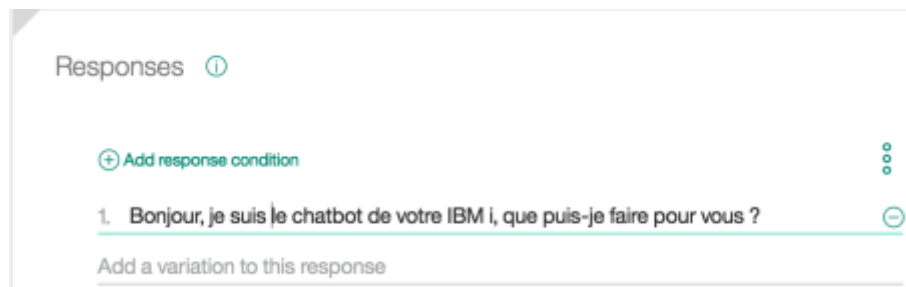 Responses
Add response condition
1. Bonjour, je suis le chatbot de votre IBM i, que puis-je faire pour vous ?
Add a variation to this response